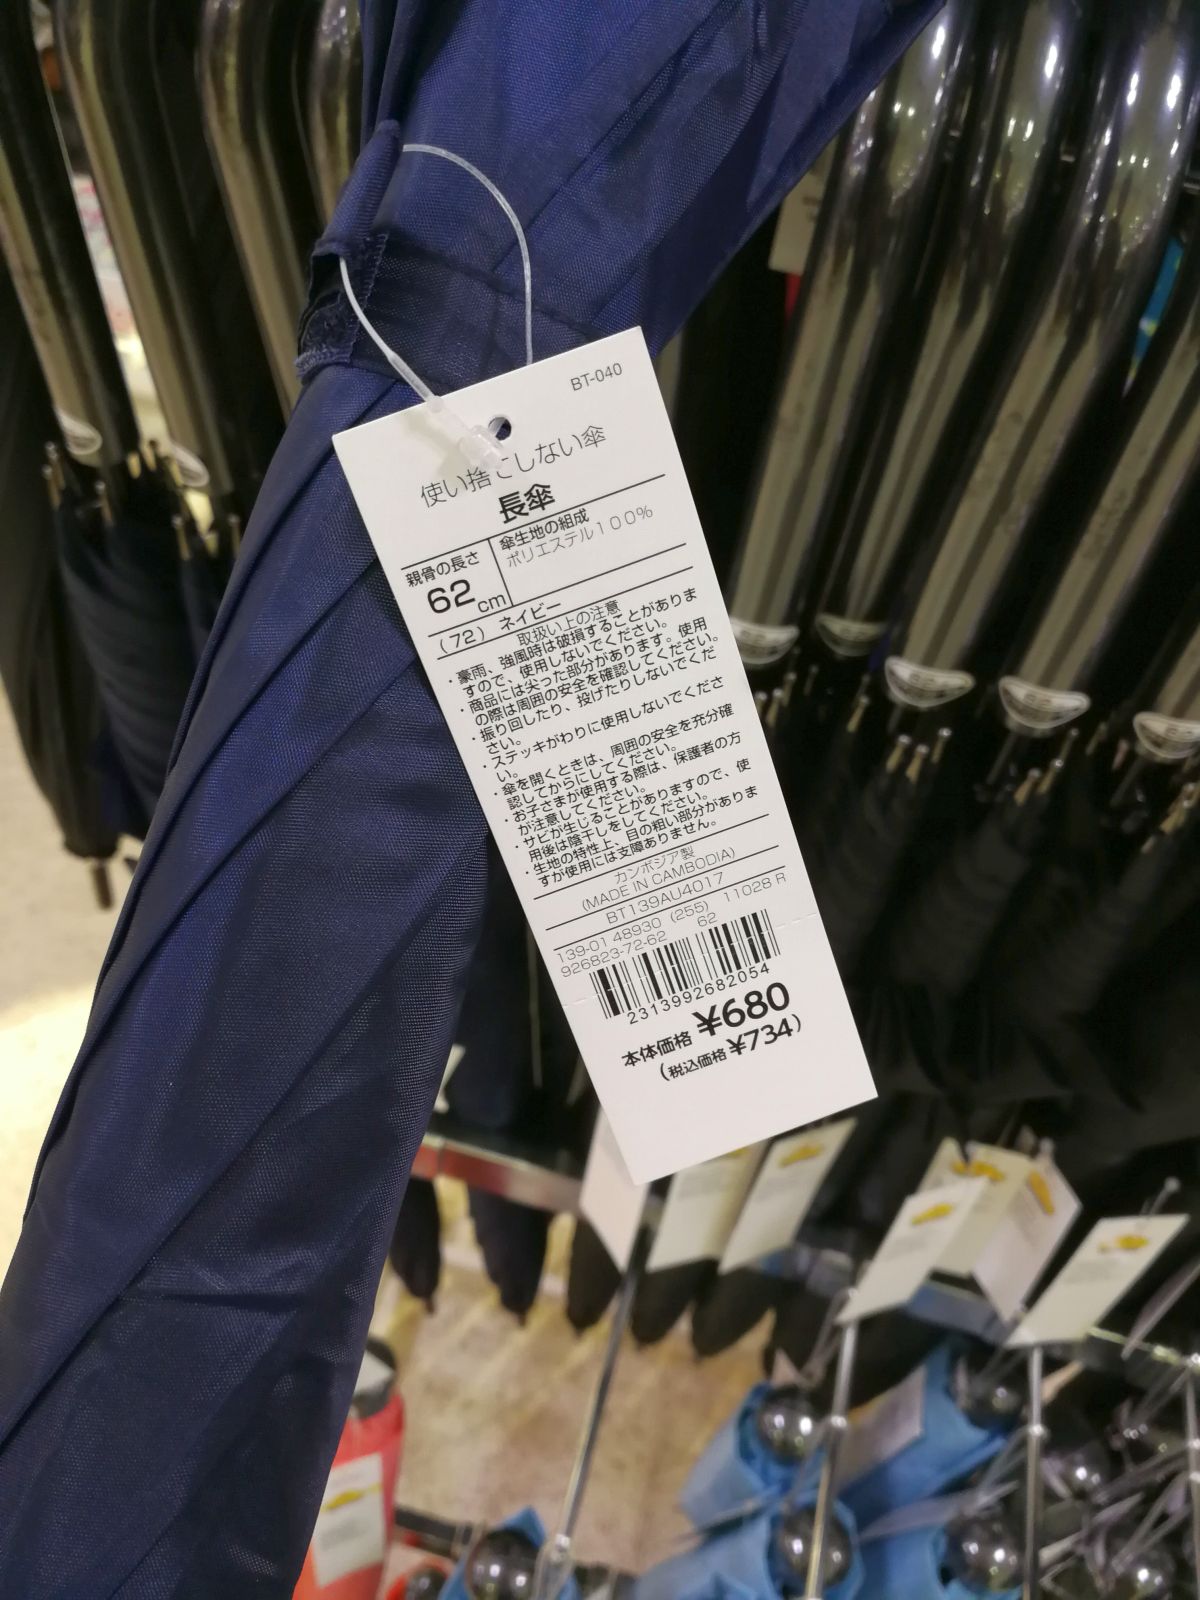 BT-040
使い捨てしない傘
長傘
親骨の長さ
62cm
傘生地の組成
ポリエステル100%
(72) ネイビー
取扱い上の注意
・豪雨、強風時は破損することがありま
すので、使用しないでください。
・商品には尖った部分があります。使用
の際は周囲の安全を確認してください。
・振り回したり、投げたりしないでくだ
さい。
・ステッキがわりに使用しないでくださ
い。
・傘を開くときは、周囲の安全を充分確
認してからにしてください。
・お子さまが使用する際は、保護者の方
が注意してください。
・サビが生じることがありますので、使
用後は陰干しをしてください。
・生地の特性上、目の粗い部分がありま
すが使用には支障ありません。
カンボジア製
(MADE IN CAMBODIA)
BT139AU4017
139-01 48930 (255) 11028 R
926823-72-62 62
2313992682054
本体価格 ¥680
(税込価格 ¥734)